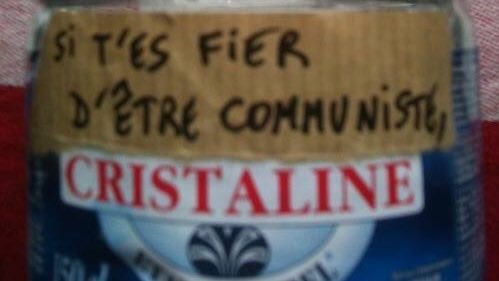 Si T'ES FiER
D'ÊTRE COMMUNiSTE,
CRISTALINE